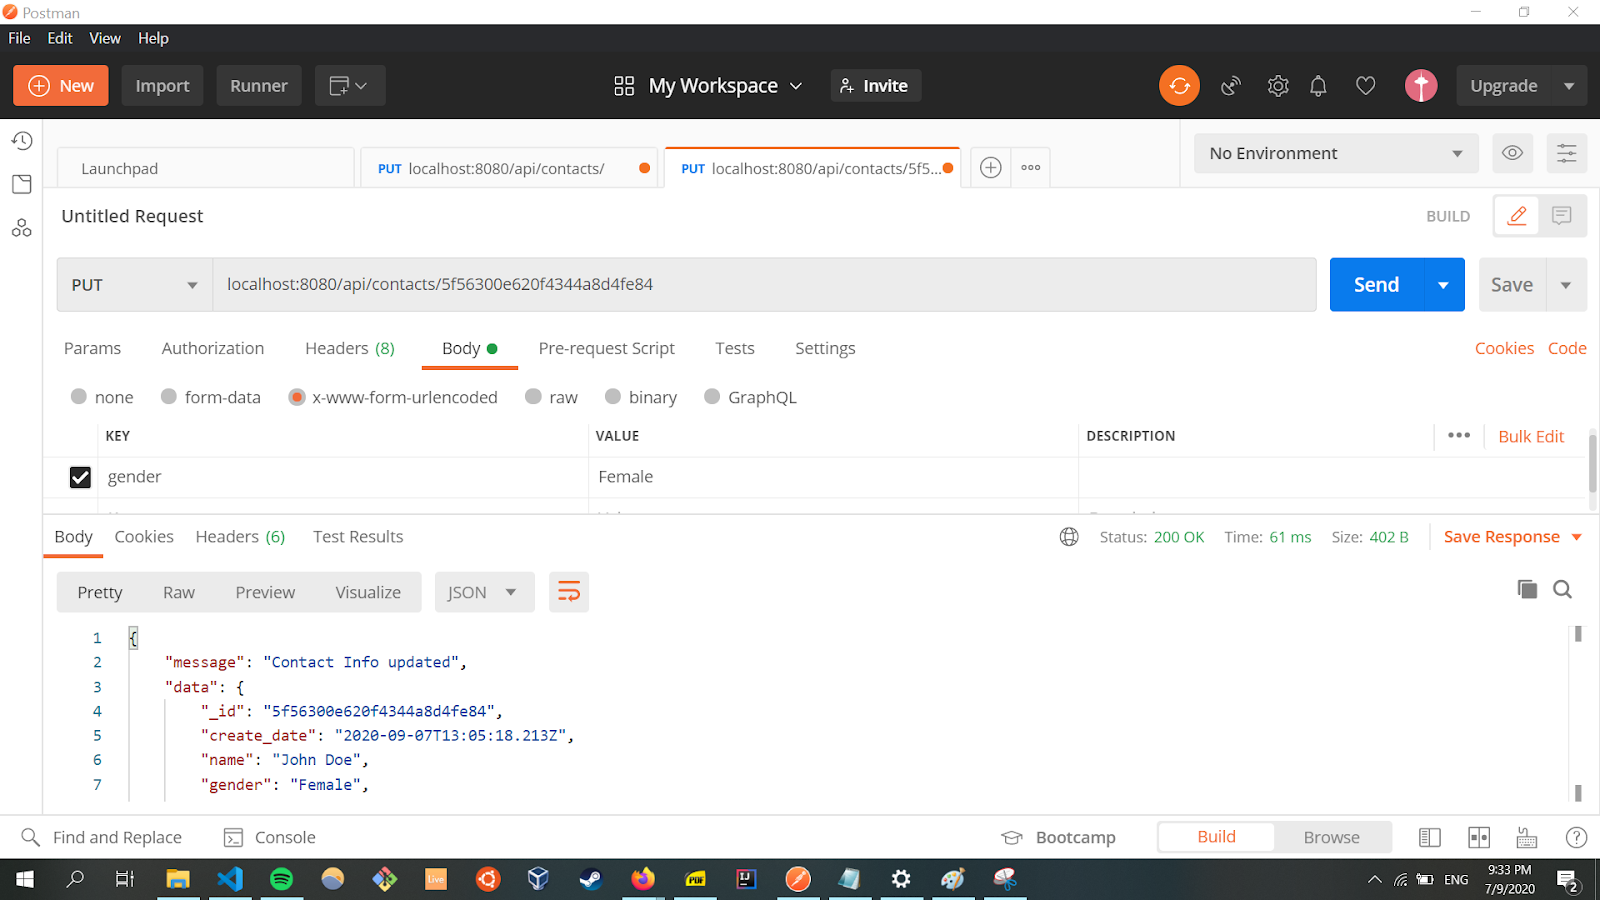 Postman
File Edit View Help
New Import Runner My Workspace Invite Upgrade
Launchpad PUT localhost:8080/api/contacts/ PUT localhost:8080/api/contacts/5f5... No Environment
Untitled Request BUILD
PUT localhost:8080/api/contacts/5f56300e620f4344a8d4fe84 Send Save
Params Authorization Headers (8) Body Pre-request Script Tests Settings Cookies Code
none form-data x-www-form-urlencoded raw binary GraphQL
KEY VALUE DESCRIPTION Bulk Edit
gender Female
Body Cookies Headers (6) Test Results Status: 200 OK Time: 61 ms Size: 402 B Save Response
Pretty Raw Preview Visualize JSON
1 {
2 "message": "Contact Info updated",
3 "data": {
4 "_id": "5f56300e620f4344a8d4fe84",
5 "create_date": "2020-09-07T13:05:18.213Z",
6 "name": "John Doe",
7 "gender": "Female",
Find and Replace Console Bootcamp Build Browse
Live PDF IJ ENG 9:33 PM
7/9/2020 2